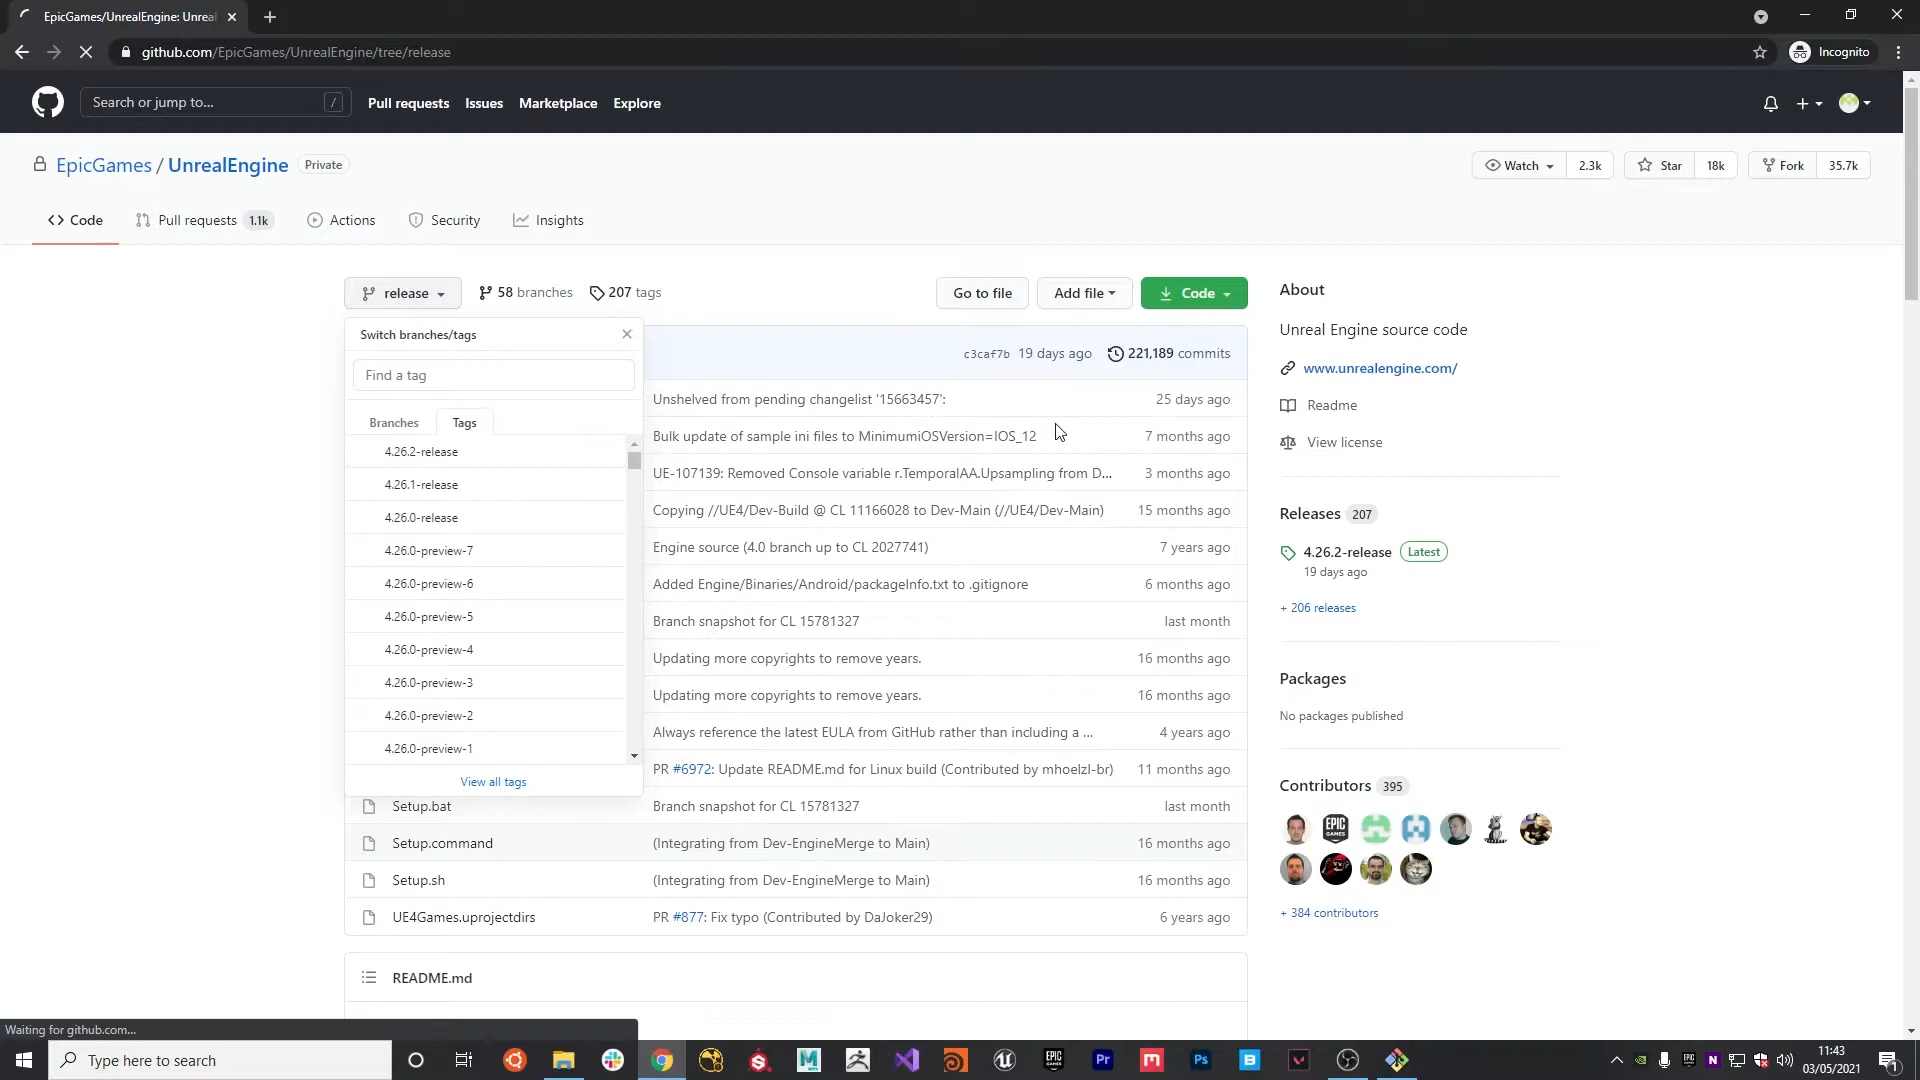 EpicGames/UnrealEngine: Unreal
github.com/EpicGames/UnrealEngine/tree/release
Incognito
Search or jump to...
/
Pull requests
Issues
Marketplace
Explore
EpicGames / UnrealEngine
Private
Watch
2.3k
Star
18k
Fork
35.7k
Code
Pull requests 1.1k
Actions
Security
Insights
release
58 branches
207 tags
Go to file
Add file
Code
Switch branches/tags
Find a tag
Branches
Tags
4.26.2-release
4.26.1-release
4.26.0-release
4.26.0-preview-7
4.26.0-preview-6
4.26.0-preview-5
4.26.0-preview-4
4.26.0-preview-3
4.26.0-preview-2
4.26.0-preview-1
View all tags
c3caf7b 19 days ago
221,189 commits
Unshelved from pending changelist '15663457': 25 days ago
Bulk update of sample ini files to MinimumiOSVersion=IOS_12 7 months ago
UE-107139: Removed Console variable r.TemporalAA.Upsampling from D... 3 months ago
Copying //UE4/Dev-Build @ CL 11166028 to Dev-Main (//UE4/Dev-Main) 15 months ago
Engine source (4.0 branch up to CL 2027741) 7 years ago
Added Engine/Binaries/Android/packageInfo.txt to .gitignore 6 months ago
Branch snapshot for CL 15781327 last month
Updating more copyrights to remove years. 16 months ago
Updating more copyrights to remove years. 16 months ago
Always reference the latest EULA from GitHub rather than including a ... 4 years ago
PR #6972: Update README.md for Linux build (Contributed by mhoelzl-br) 11 months ago
Setup.bat Branch snapshot for CL 15781327 last month
Setup.command (Integrating from Dev-EngineMerge to Main) 16 months ago
Setup.sh (Integrating from Dev-EngineMerge to Main) 16 months ago
UE4Games.uprojectdirs PR #877: Fix typo (Contributed by DaJoker29) 6 years ago
README.md
About
Unreal Engine source code
www.unrealengine.com/
Readme
View license
Releases 207
4.26.2-release Latest
19 days ago
+ 206 releases
Packages
No packages published
Contributors 395
EPIC
GAMES
+ 384 contributors
Waiting for github.com...
Type here to search
EPIC
GAMES
Pr
Ps
11:43
03/05/2021
1